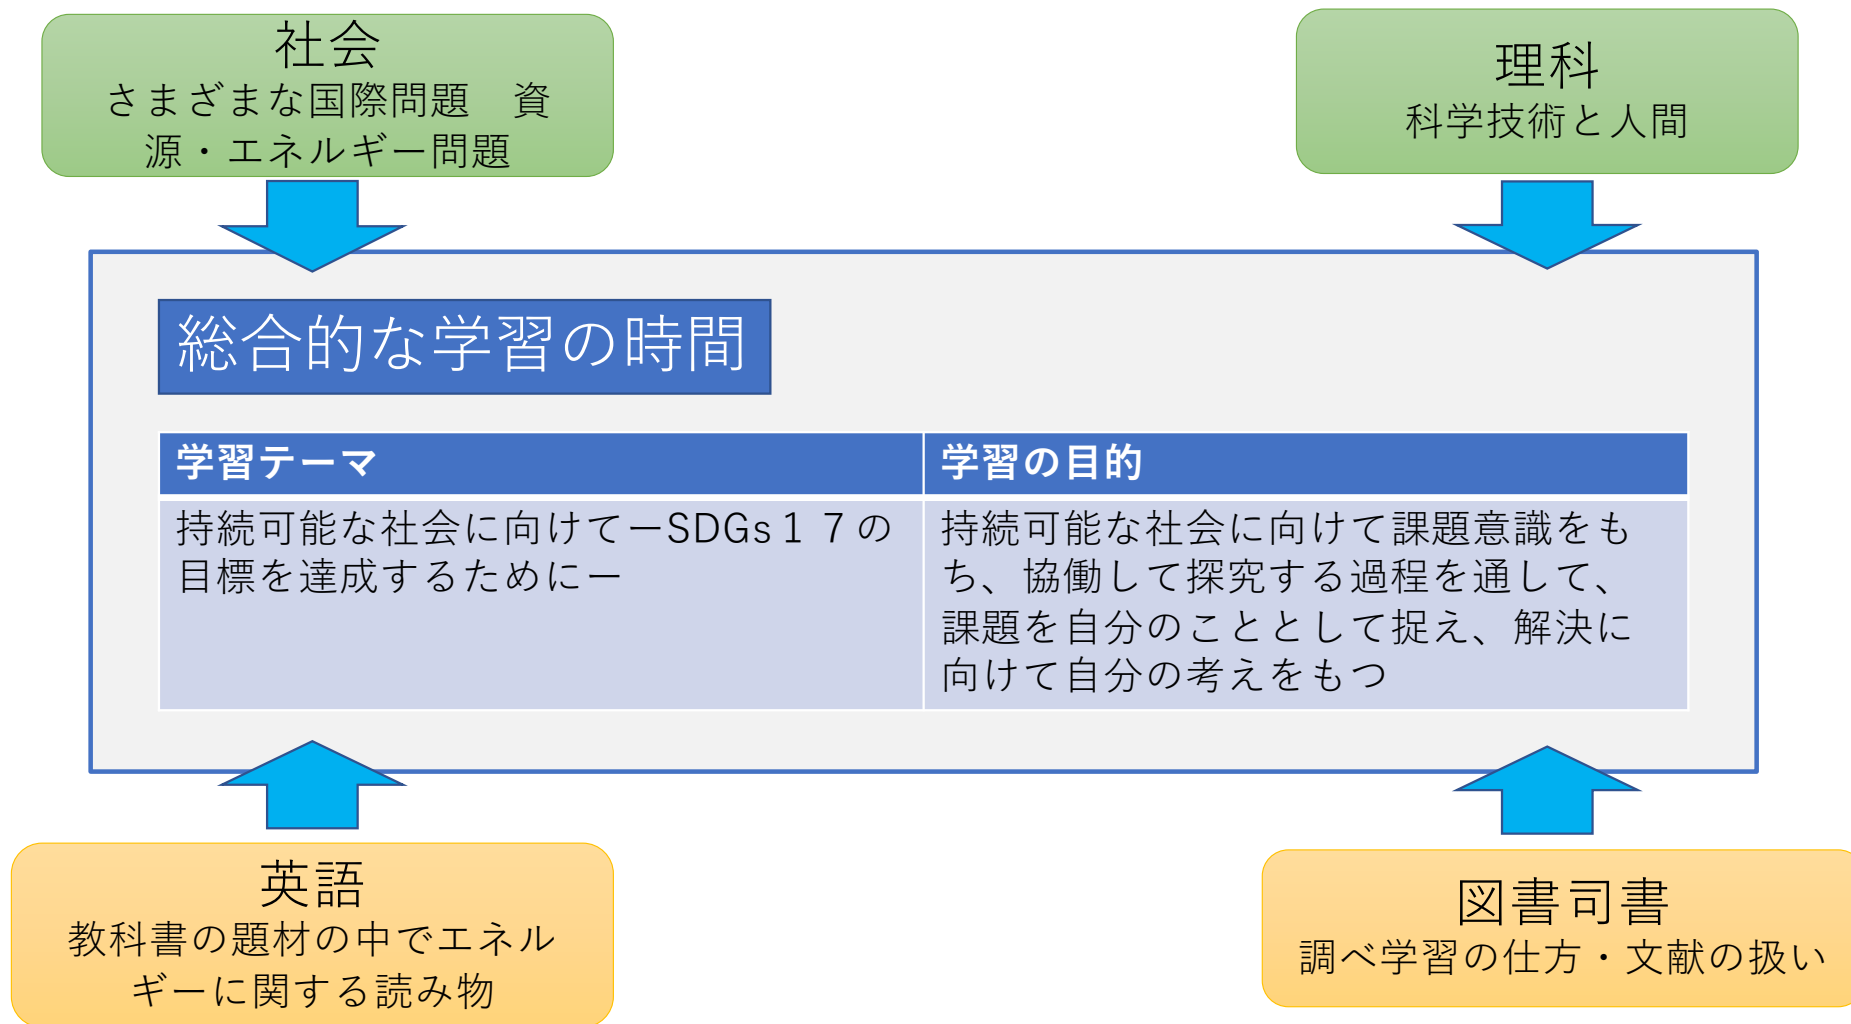 社会
さまざまな国際問題　資
源・エネルギー問題
理科
科学技術と人間
総合的な学習の時間
学習テーマ
持続可能な社会に向けてーSDGs１７の
目標を達成するためにー
学習の目的
持続可能な社会に向けて課題意識をも
ち、協働して探究する過程を通して、
課題を自分のこととして捉え、解決に
向けて自分の考えをもつ
英語
教科書の題材の中でエネル
ギーに関する読み物
図書司書
調べ学習の仕方・文献の扱い